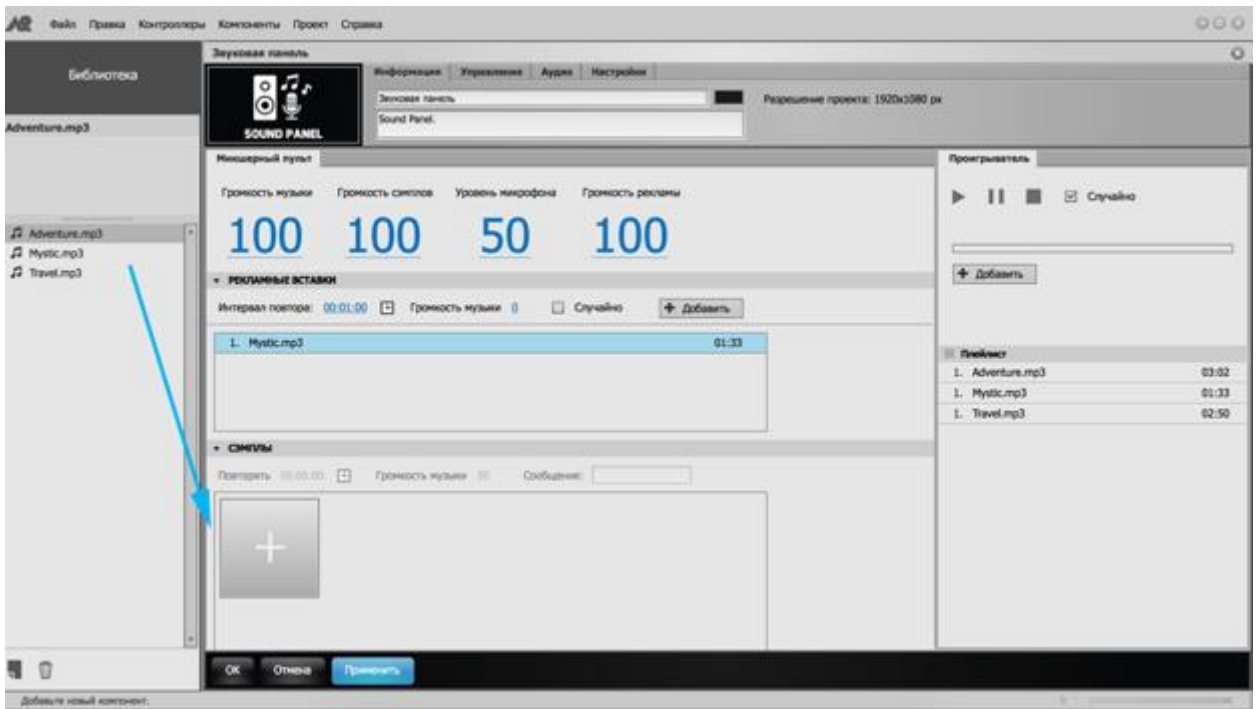 Файл Правка Контроллеры Компоненты Проект Справка
Библиотека
Adventure.mp3
Adventure.mp3
Mystic.mp3
Travel.mp3
Звуковая панель
SOUND PANEL
Информация Управление Аудио Настройки
Звуковая панель
Sound Panel.
Разрешение проекта: 1920x1080 px
Микшерный пульт
Громкость музыки Громкость сэмплов Уровень микрофона Громкость рекламы
100 100 50 100
РЕКЛАМНЫЕ ВСТАВКИ
Интервал повтора: 00:01:00 Громкость музыки 0 Случайно + Добавить
1. Mystic.mp3 01:33
СЭМПЛЫ
Повторять 00:00:00 Громкость музыки Сообщение:
Проигрыватель
Случайно
+ Добавить
Плейлист
1. Adventure.mp3 03:02
1. Mystic.mp3 01:33
1. Travel.mp3 02:50
OK Отмена Применить
Добавьте новый компонент.